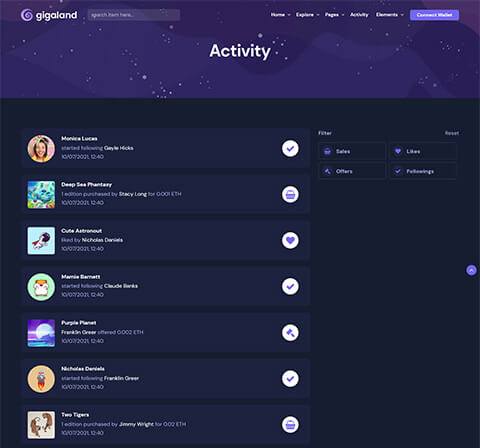 gigaland
search item here...
Home
Explore
Pages
Activity
Elements
Connect Wallet
Activity
Monica Lucas
started following Gayle Hicks
10/07/2021, 12:40
Deep Sea Phantasy
1 edition purchased by Stacy Long for 0.001 ETH
10/07/2021, 12:40
Cute Astronout
liked by Nicholas Daniels
10/07/2021, 12:40
Mamie Barnett
started following Claude Banks
10/07/2021, 12:40
Purple Planet
Franklin Greer offered 0.002 ETH
10/07/2021, 12:40
Nicholas Daniels
started following Franklin Greer
10/07/2021, 12:40
Two Tigers
1 edition purchased by Jimmy Wright for 0.02 ETH
10/07/2021, 12:40
Filter
Reset
Sales
Likes
Offers
Followings